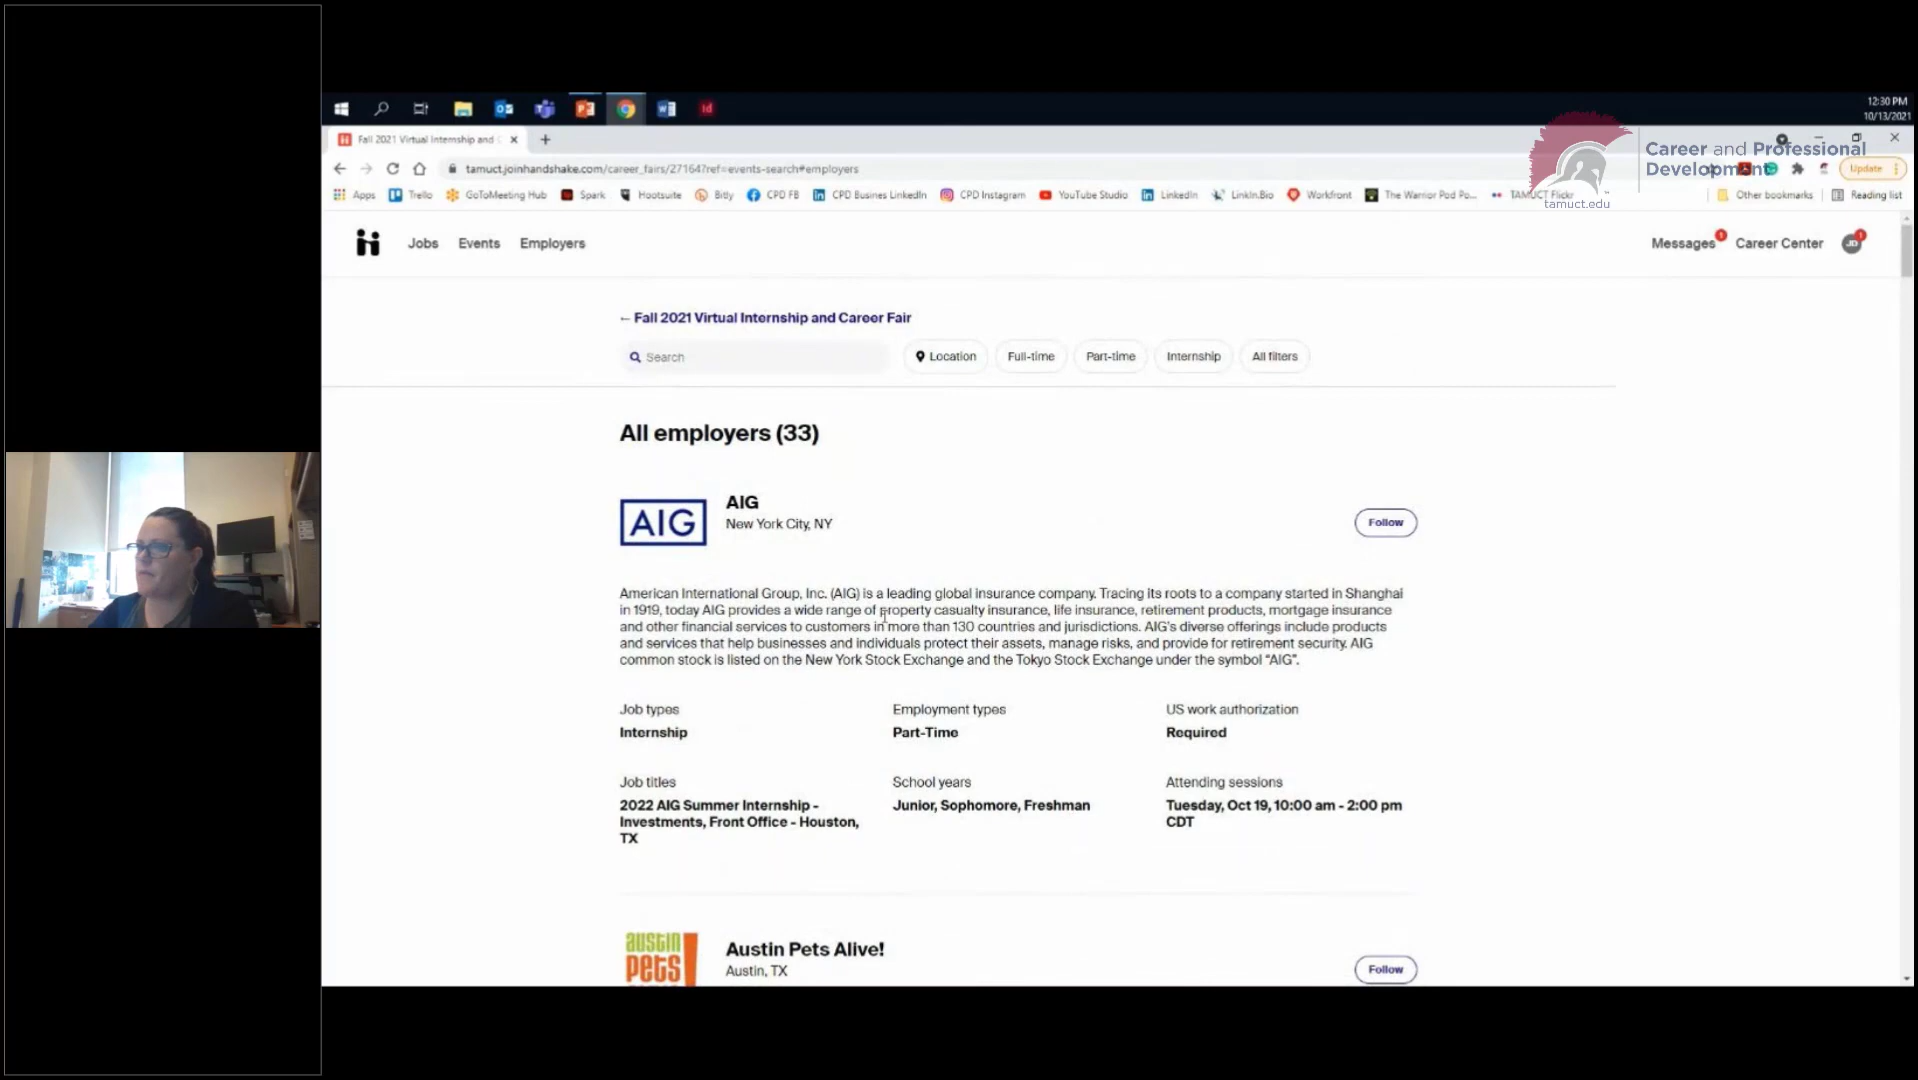 12:30 PM
10/13/2021
Fall 2021 Virtual Internship and
tamuct.joinhandshake.com/career_fairs/27164?ref=events-search#employers
Update
Apps Trello GoToMeeting Hub Spark Hootsuite Bitly CPD FB CPD Busines LinkedIn CPD Instagram YouTube Studio LinkedIn LinkIn.Bio Workfront The Warrior Pod Po... TAMUCT Flickr Other bookmarks Reading list
Career and Professional
Development
tamuct.edu
Jobs Events Employers Messages 1 Career Center JD 1
← Fall 2021 Virtual Internship and Career Fair
Search Location Full-time Part-time Internship All filters
All employers (33)
AIG
AIG
New York City, NY
Follow
American International Group, Inc. (AIG) is a leading global insurance company. Tracing its roots to a company started in Shanghai
in 1919, today AIG provides a wide range of property casualty insurance, life insurance, retirement products, mortgage insurance
and other financial services to customers in more than 130 countries and jurisdictions. AIG's diverse offerings include products
and services that help businesses and individuals protect their assets, manage risks, and provide for retirement security. AIG
common stock is listed on the New York Stock Exchange and the Tokyo Stock Exchange under the symbol "AIG".
Job types Employment types US work authorization
Internship Part-Time Required
Job titles School years Attending sessions
2022 AIG Summer Internship - Junior, Sophomore, Freshman Tuesday, Oct 19, 10:00 am - 2:00 pm
Investments, Front Office - Houston, CDT
TX
austin
pets
Austin Pets Alive!
Austin, TX
Follow